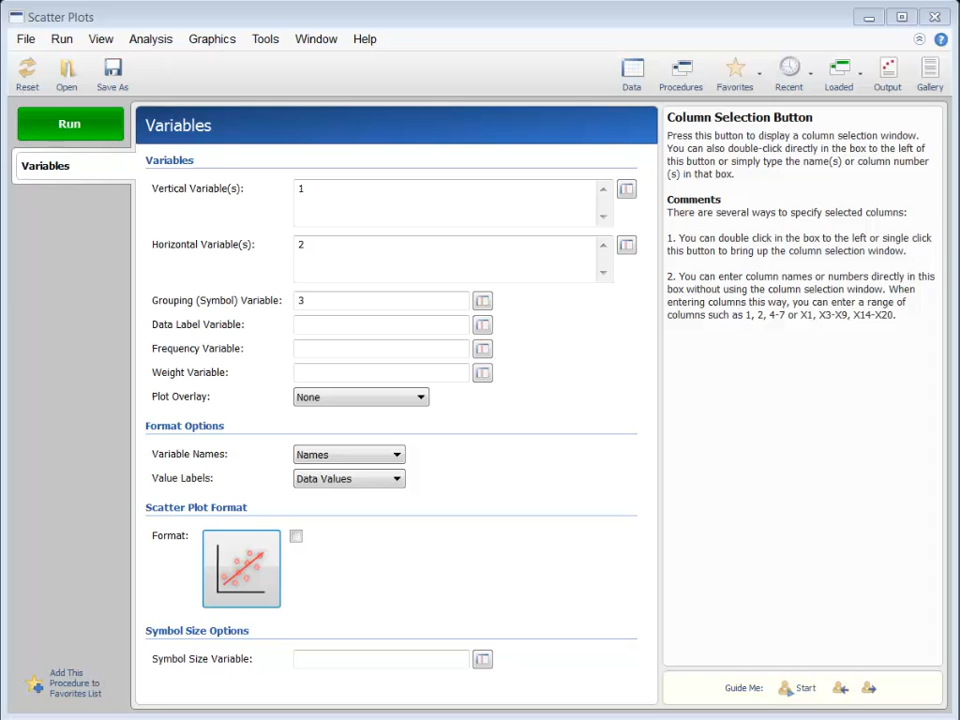 Scatter Plots
File Run View Analysis Graphics Tools Window Help
Reset Open Save As Data Procedures Favorites Recent Loaded Output Gallery
Run
Variables
Variables
Variables
Vertical Variable(s): 1
Horizontal Variable(s): 2
Grouping (Symbol) Variable: 3
Data Label Variable:
Frequency Variable:
Weight Variable:
Plot Overlay: None
Format Options
Variable Names: Names
Value Labels: Data Values
Scatter Plot Format
Format:
Symbol Size Options
Symbol Size Variable:
Add This
Procedure to
Favorites List
Column Selection Button
Press this button to display a column selection window.
You can also double-click directly in the box to the left of
this button or simply type the name(s) or column number
(s) in that box.
Comments
There are several ways to specify selected columns:
1. You can double click in the box to the left or single click
this button to bring up the column selection window.
2. You can enter column names or numbers directly in this
box without using the column selection window. When
entering columns this way, you can enter a range of
columns such as 1, 2, 4-7 or X1, X3-X9, X14-X20.
Guide Me: Start